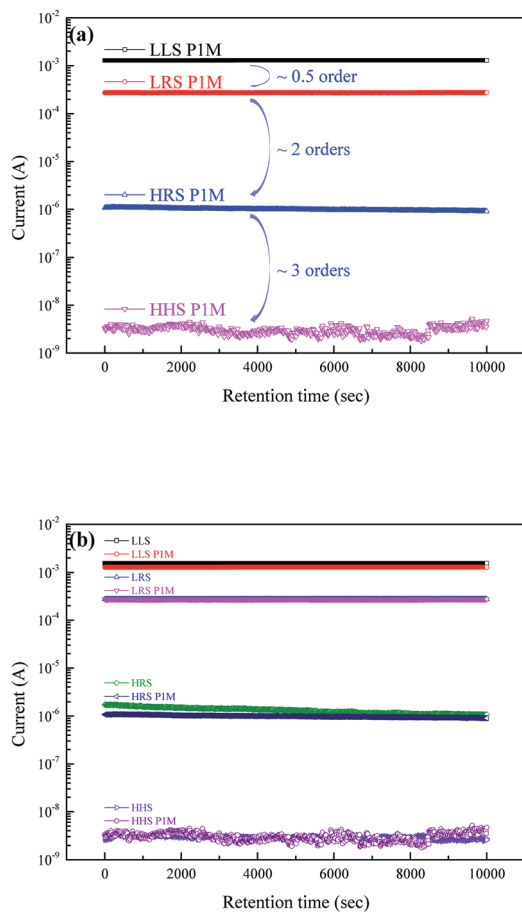 10⁻²
(a)
LLS P1M
10⁻³
~ 0.5 order
LRS P1M
10⁻⁴
~ 2 orders
10⁻⁵
HRS P1M
10⁻⁶
~ 3 orders
10⁻⁷
HHS P1M
10⁻⁸
10⁻⁹
Current (A)
0 2000 4000 6000 8000 10000
Retention time (sec)
10⁻²
(b)
LLS
LLS P1M
10⁻³
LRS
LRS P1M
10⁻⁴
10⁻⁵
HRS
HRS P1M
10⁻⁶
10⁻⁷
10⁻⁸
HHS
HHS P1M
10⁻⁹
Current (A)
0 2000 4000 6000 8000 10000
Retention time (sec)